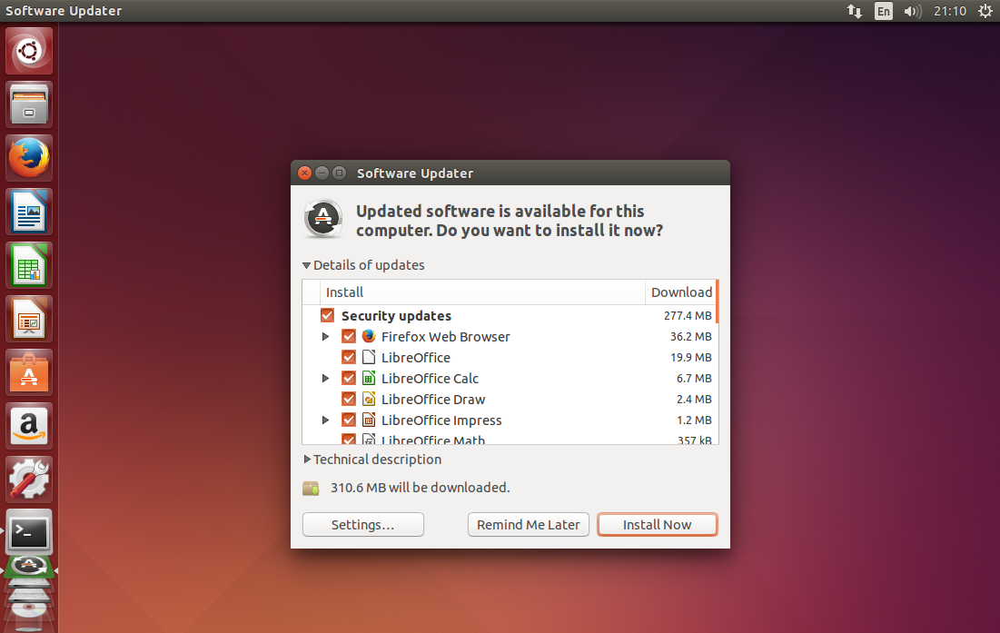 Software Updater
En
21:10
Software Updater
Updated software is available for this
computer. Do you want to install it now?
Details of updates
Install Download
Security updates 277.4 MB
Firefox Web Browser 36.2 MB
LibreOffice 19.9 MB
LibreOffice Calc 6.7 MB
LibreOffice Draw 2.4 MB
LibreOffice Impress 1.2 MB
LibreOffice Math 357 kB
Technical description
310.6 MB will be downloaded.
Settings…
Remind Me Later
Install Now
a
>_